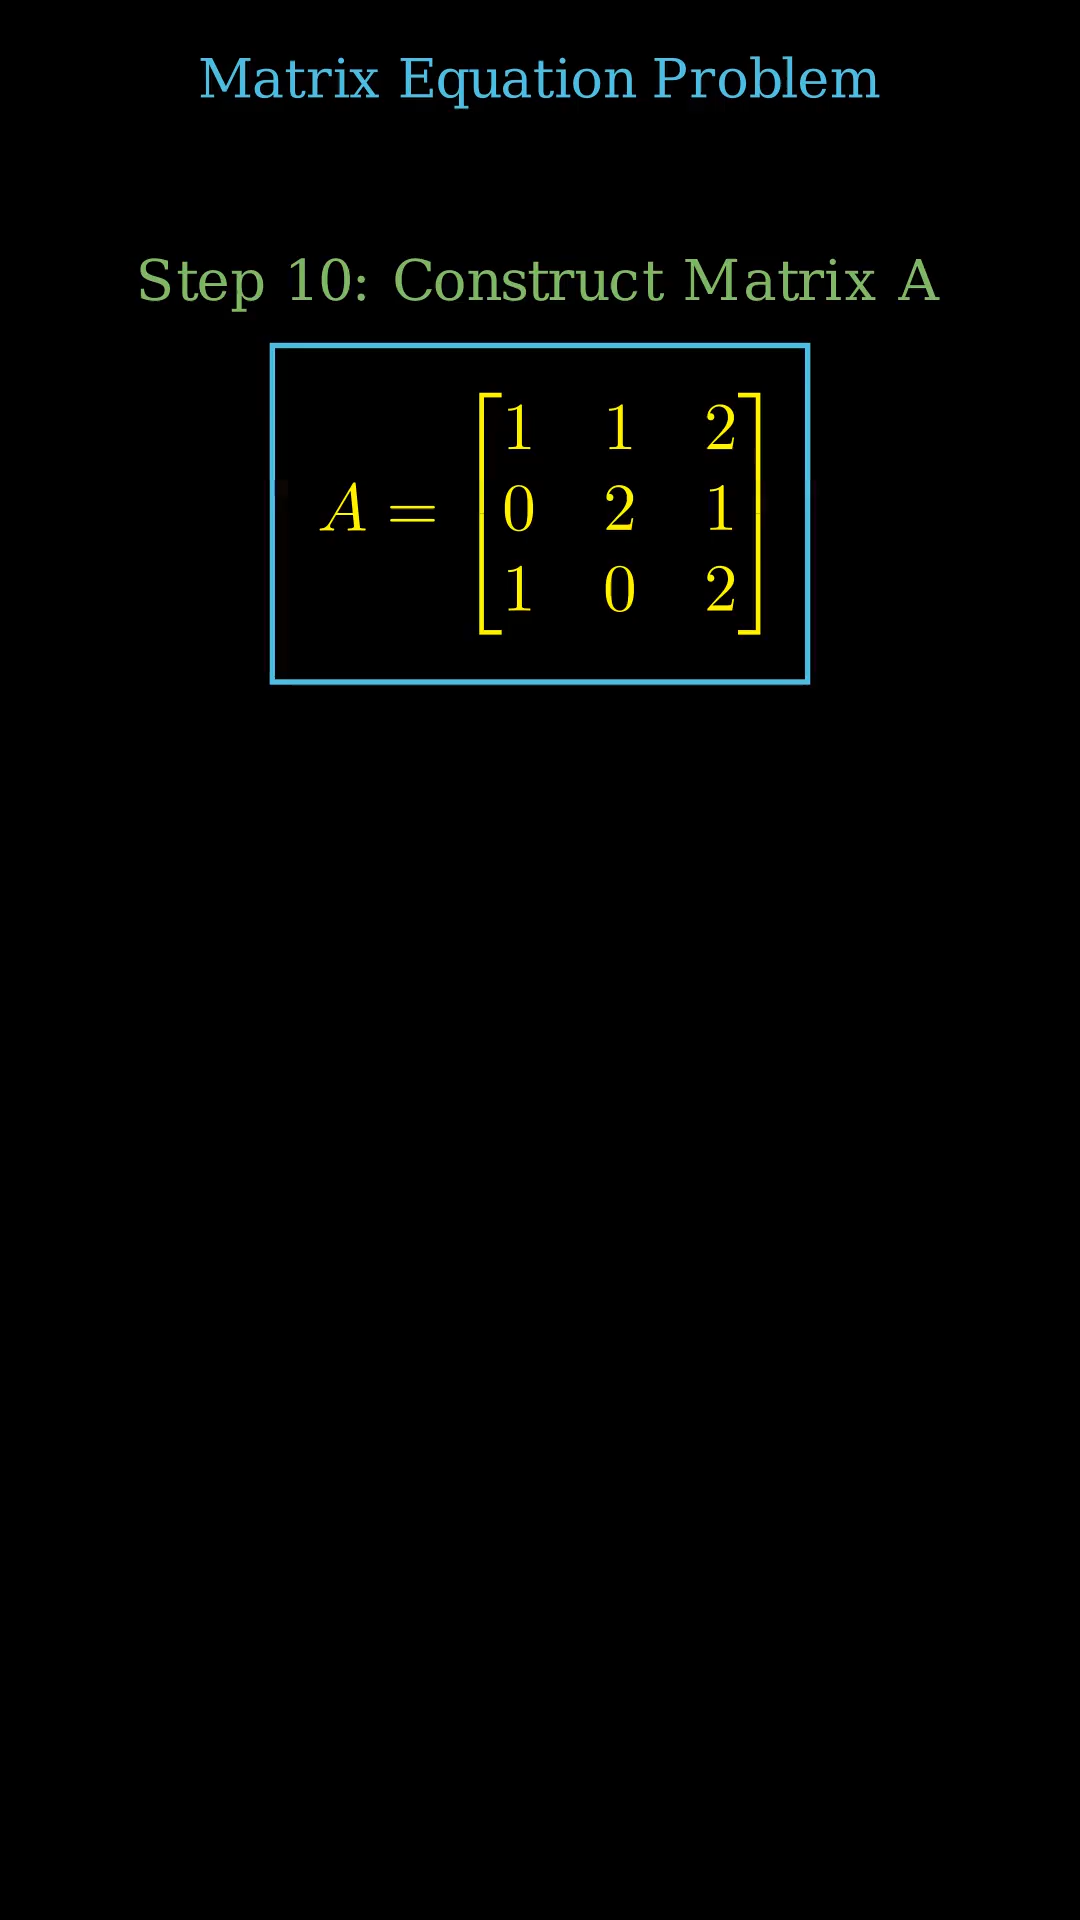 Matrix Equation Problem
Step 10: Construct Matrix A
1 1 2
A = 0 2 1
1 0 2